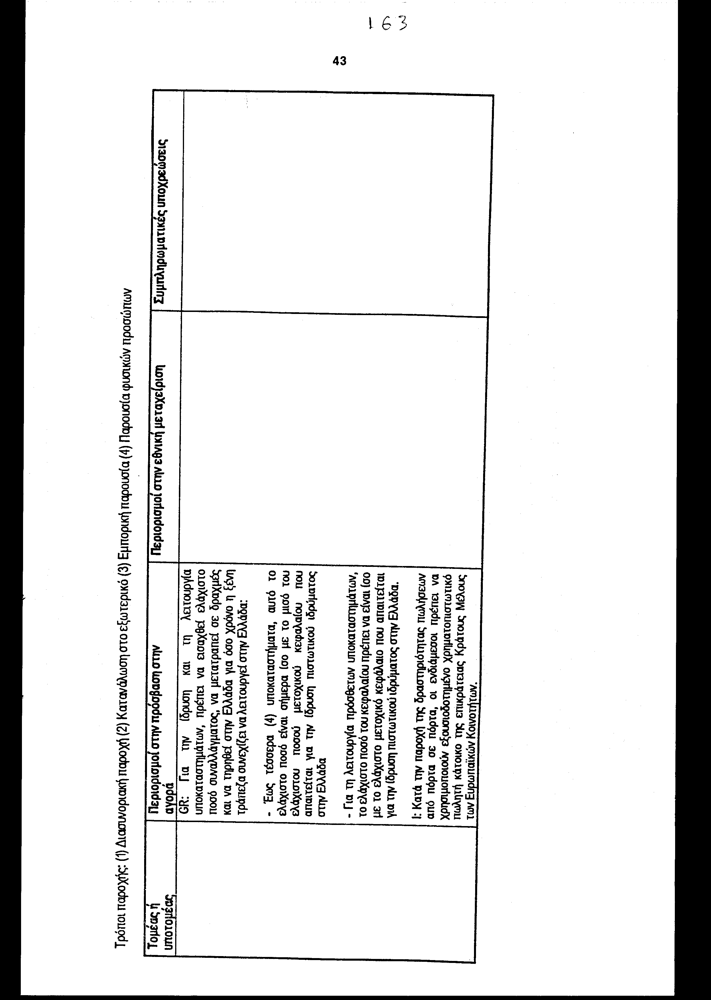 163
43
Τρόποι παροχής: (1) Διασυνοριακή παροχή (2) Κατανάλωση στο εξωτερικό (3) Εμπορική παρουσία (4) Παρουσία φυσικών προσώπων
Τομέας ή
υποτομέας
Περιορισμοί στην πρόσβαση στην
αγορά
Περιορισμοί στην εθνική μεταχείριση
Συμπληρωματικές υποχρεώσεις
GR: Για την ίδρυση και τη λειτουργία
υποκαταστημάτων, πρέπει να εισαχθεί ελάχιστο
ποσό συναλλάγματος, να μετατραπεί σε δραχμές
και να τηρηθεί στην Ελλάδα για όσο χρόνο η ξένη
τράπεζα συνεχίζει να λειτουργεί στην Ελλάδα:
- Έως τέσσερα (4) υποκαταστήματα, αυτό το
ελάχιστο ποσό είναι σήμερα ίσο με το μισό του
ελάχιστου ποσού μετοχικού κεφαλαίου που
απαιτείται για την ίδρυση πιστωτικού ιδρύματος
στην Ελλάδα
- Για τη λειτουργία πρόσθετων υποκαταστημάτων,
το ελάχιστο ποσό του κεφαλαίου πρέπει να είναι ίσο
με το ελάχιστο μετοχικό κεφάλαιο που απαιτείται
για την ίδρυση πιστωτικού ιδρύματος στην Ελλάδα.
I: Κατά την παροχή της δραστηριότητας πωλήσεων
από πόρτα σε πόρτα, οι ενδιάμεσοι πρέπει να
χρησιμοποιούν εξουσιοδοτημένο χρηματοπιστωτικό
πωλητή κάτοικο της επικράτειας Κράτους Μέλους
των Ευρωπαϊκών Κοινοτήτων.